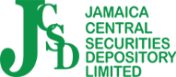 JCSD
JAMAICA
CENTRAL
SECURITIES
DEPOSITORY
LIMITED